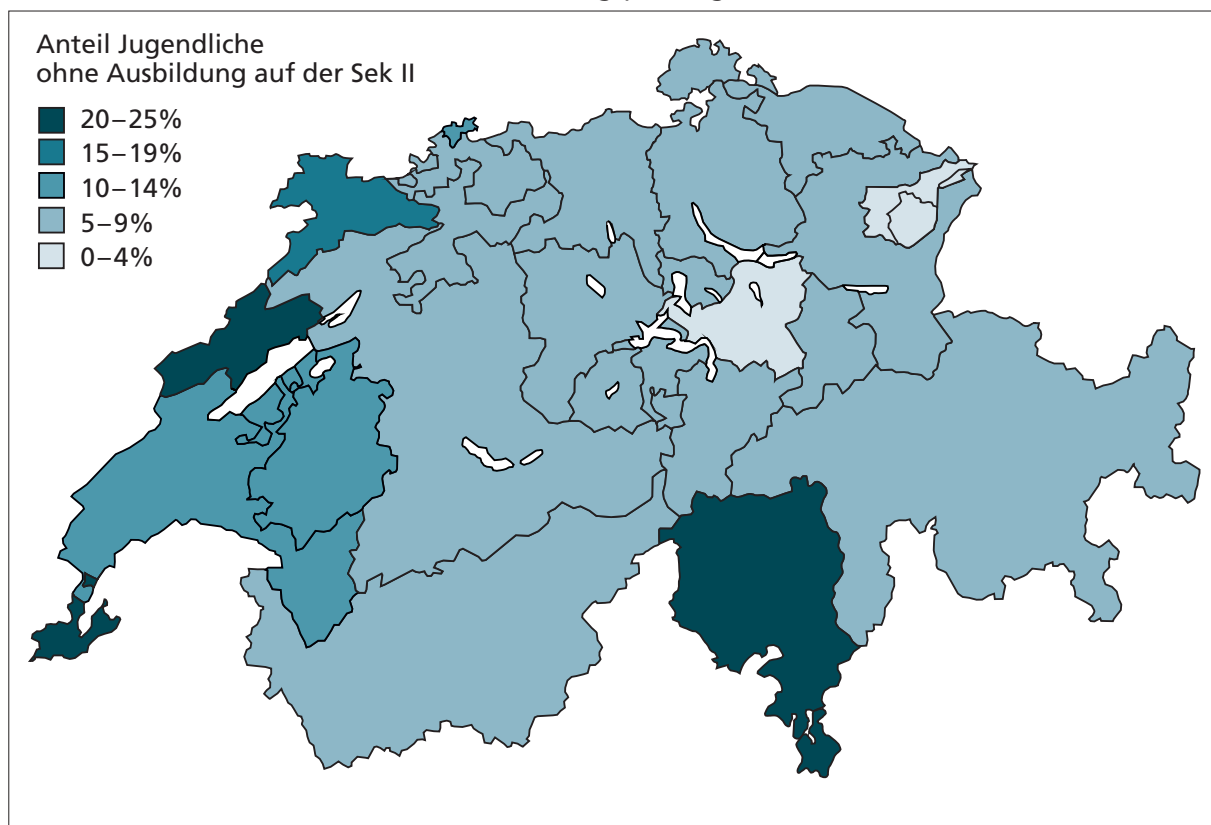 Anteil Jugendliche
ohne Ausbildung auf der Sek II
20–25%
15–19%
10–14%
5–9%
0–4%